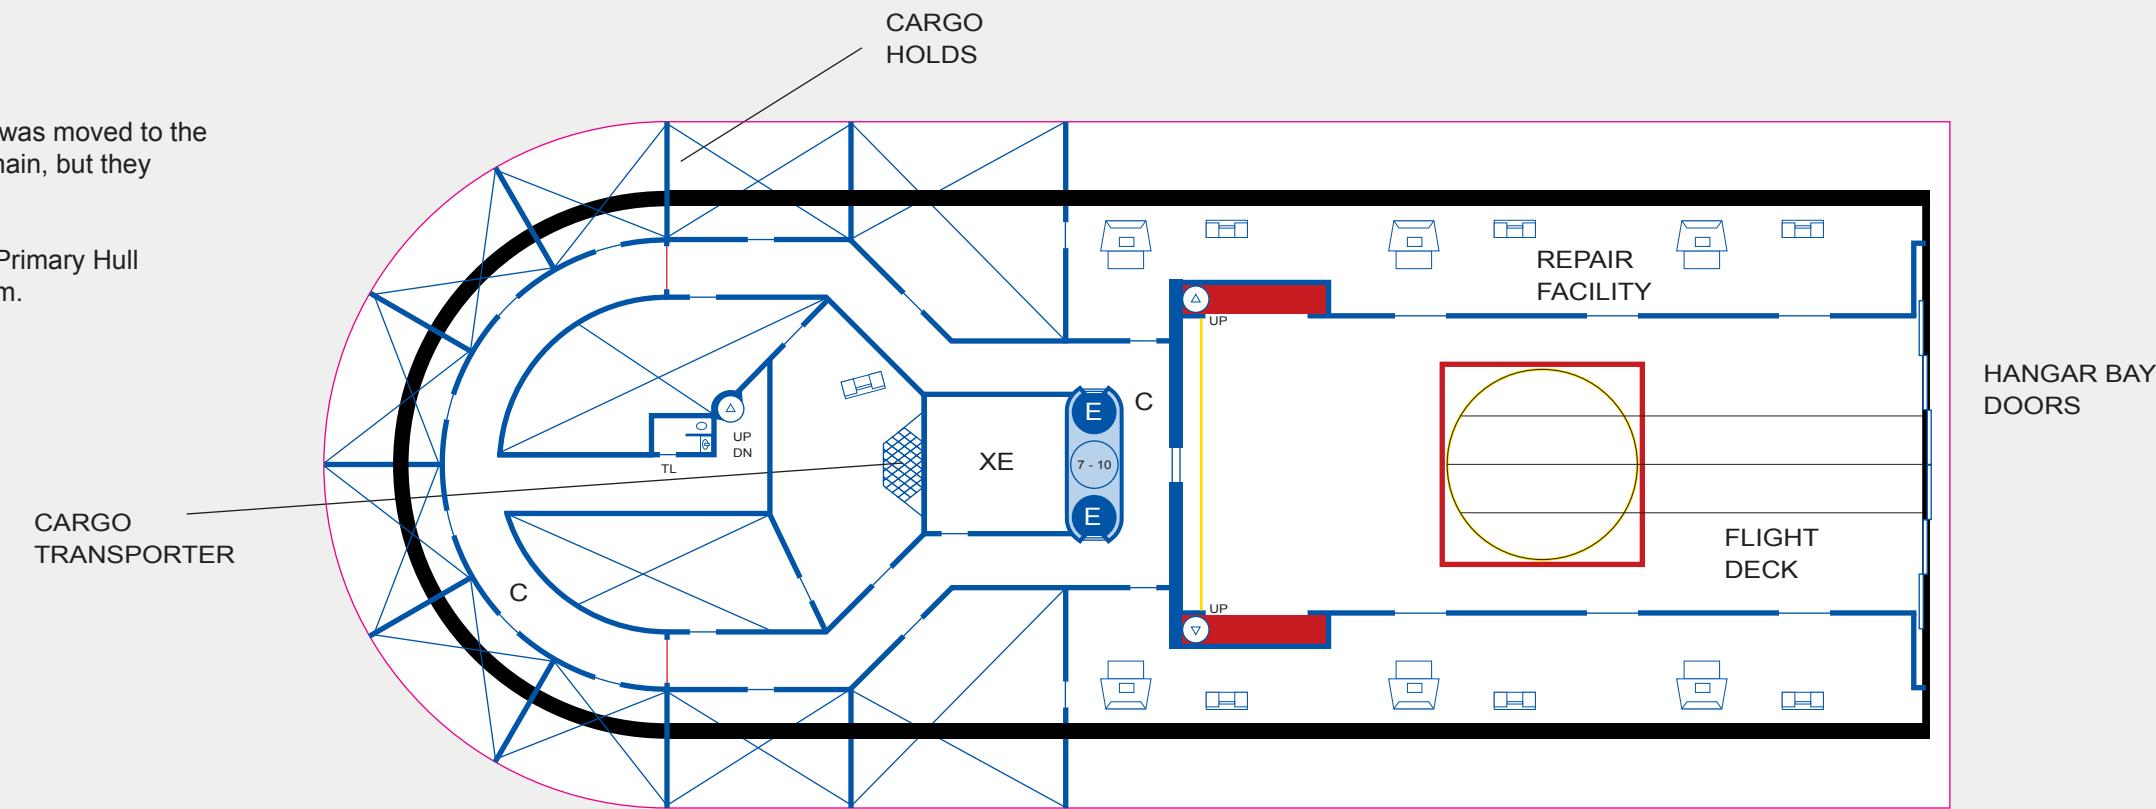 CARGO
HOLDS
was moved to the
ain, but they
Primary Hull
m.
REPAIR
FACILITY
UP
HANGAR BAY
DOORS
C
E
UP
DN
XE
7 - 10
TL
E
CARGO
TRANSPORTER
FLIGHT
DECK
C
UP